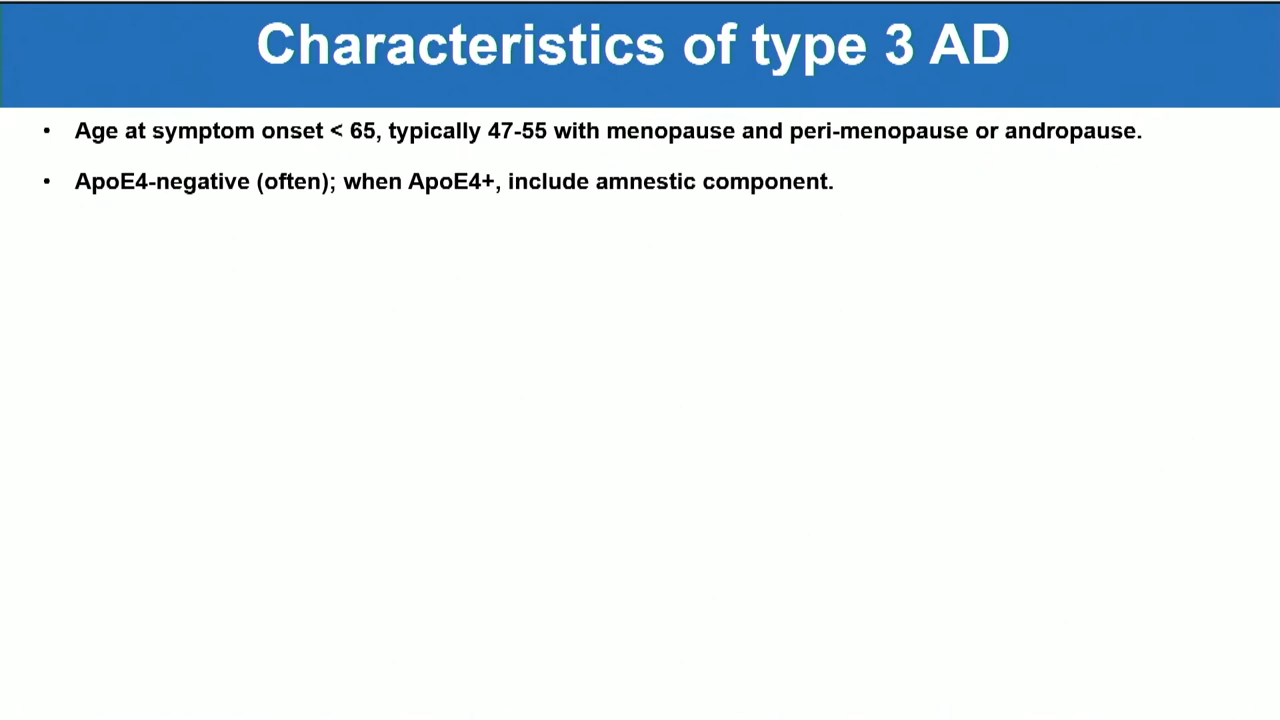 Characteristics of type 3 AD
• Age at symptom onset < 65, typically 47-55 with menopause and peri-menopause or andropause.
• ApoE4-negative (often); when ApoE4+, include amnestic component.